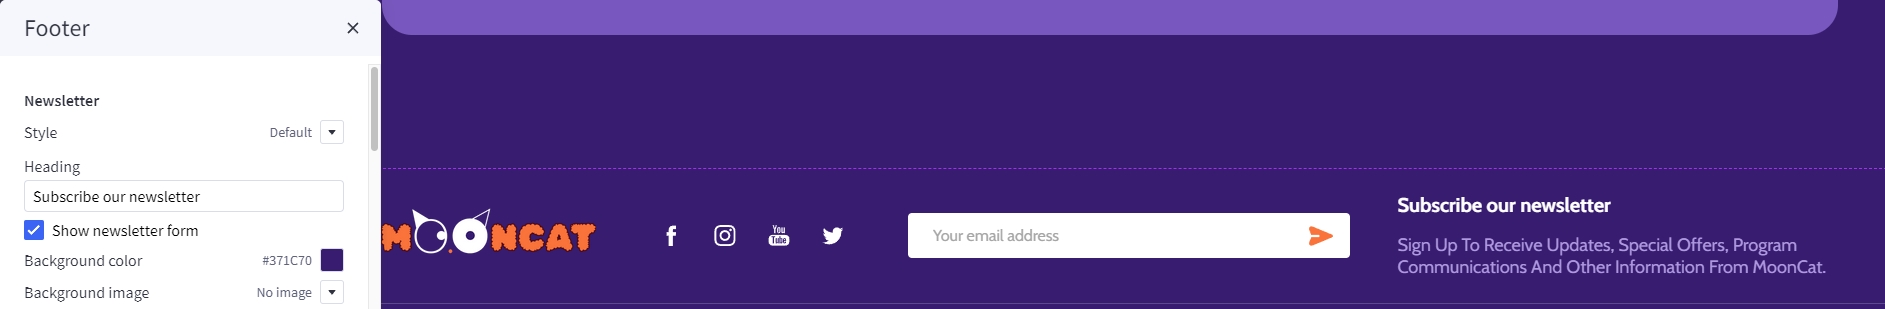 Footer
Newsletter
Style Default
Heading
Subscribe our newsletter
Show newsletter form
Background color #371C70
Background image No image
MOONCAT
You Tube
Your email address
Subscribe our newsletter
Sign Up To Receive Updates, Special Offers, Program
Communications And Other Information From MoonCat.